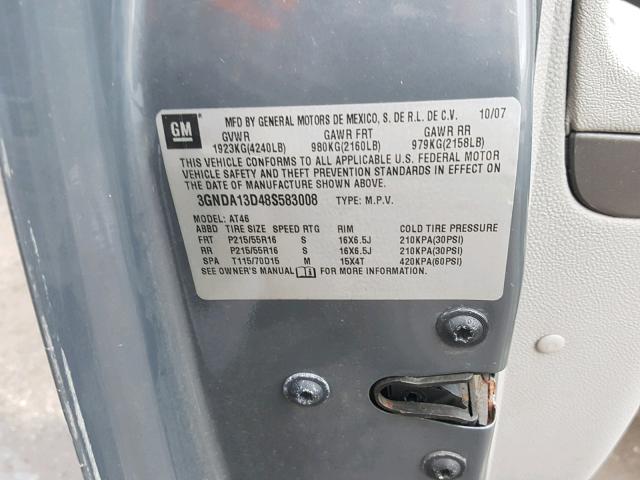 GM
MFD BY GENERAL MOTORS DE MEXICO, S. DE R.L. DE C.V. 10/07
GVWR GAWR FRT GAWR RR
1923KG(4240LB) 980KG(2160LB) 979KG(2158LB)
THIS VEHICLE CONFORMS TO ALL APPLICABLE U.S. FEDERAL MOTOR
VEHICLE SAFETY AND THEFT PREVENTION STANDARDS IN EFFECT ON
THE DATE OF MANUFACTURE SHOWN ABOVE.
3GNDA13D48S583008 TYPE: M.P.V.
MODEL: AT46
ABBD TIRE SIZE SPEED RTG RIM COLD TIRE PRESSURE
FRT P215/55R16 S 16X6.5J 210KPA(30PSI)
RR P215/55R16 S 16X6.5J 210KPA(30PSI)
SPA T115/70D15 M 15X4T 420KPA(60PSI)
SEE OWNER'S MANUAL FOR MORE INFORMATION.